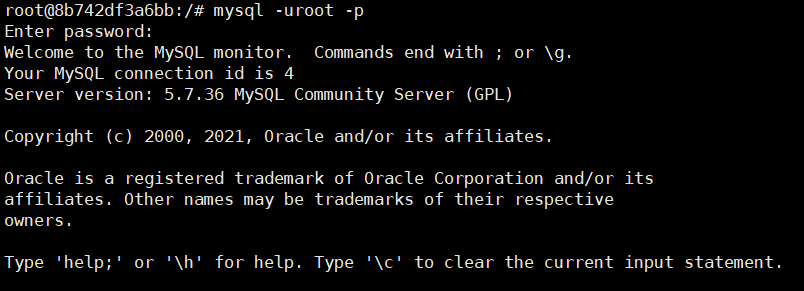 root@8b742df3a6bb:/# mysql -uroot -p
Enter password:
Welcome to the MySQL monitor.  Commands end with ; or \g.
Your MySQL connection id is 4
Server version: 5.7.36 MySQL Community Server (GPL)
Copyright (c) 2000, 2021, Oracle and/or its affiliates.
Oracle is a registered trademark of Oracle Corporation and/or its
affiliates. Other names may be trademarks of their respective
owners.
Type 'help;' or '\h' for help. Type '\c' to clear the current input statement.